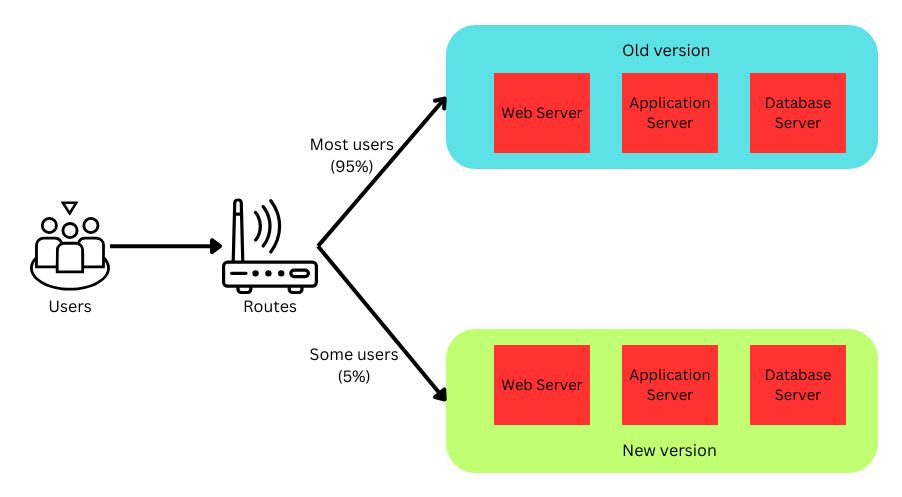 Old version
Web Server
Application
Server
Database
Server
Most users
(95%)
Users
Routes
Some users
(5%)
Web Server
Application
Server
Database
Server
New version